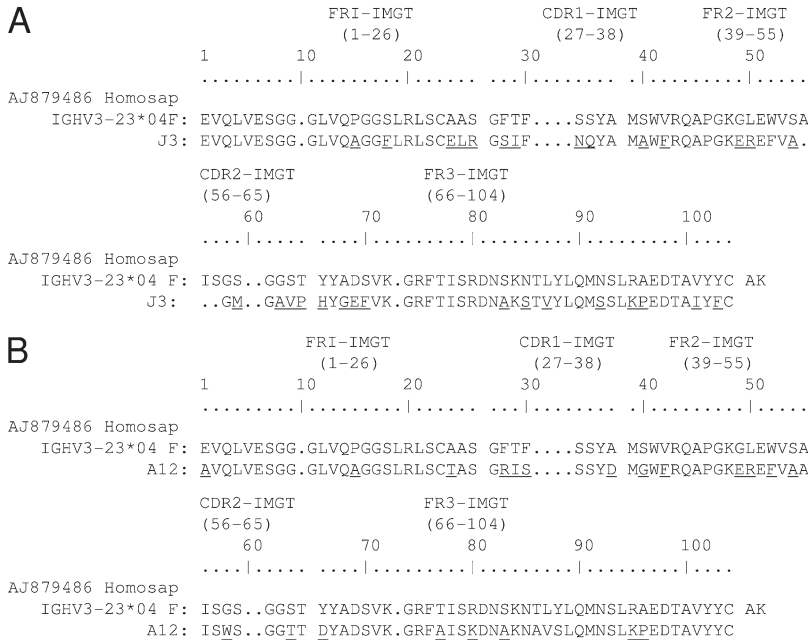 A
FRI-IMGT CDR1-IMGT FR2-IMGT
(1-26) (27-38) (39-55)
1 10 20 30 40 50
.........|.........|......... .|.........|.........|.....
AJ879486 Homosap
IGHV3-23*04F: EVQLVESGG.GLVQPGGSLRLSCAAS GFTF....SSYA MSWVRQAPGKGLEWVSA
J3: EVQLVESGG.GLVQAGGFLRLSCELR GSIF....NQYA MAWFRQAPGKEREFVA.
CDR2-IMGT FR3-IMGT
(56-65) (66-104)
60 70 80 90 100
....|..... ....|.........|.........|.........|....
AJ879486 Homosap
IGHV3-23*04 F: ISGS..GGST YYADSVK.GRFTISRDNSKNTLYLQMNSLRAEDTAVYYC AK
J3: ..GM..GAVP HYGEFVK.GRFTISRDNAKSTVYLQMSSLKPEDTAIYFC
B
FRI-IMGT CDR1-IMGT FR2-IMGT
(1-26) (27-38) (39-55)
1 10 20 30 40 50
.........|.........|......... .|.........|.........|.....
AJ879486 Homosap
IGHV3-23*04 F: EVQLVESGG.GLVQPGGSLRLSCAAS GFTF....SSYA MSWVRQAPGKGLEWVSA
A12: AVQLVESGG.GLVQAGGSLRLSCTAS GRIS....SSYD MGWFRQAPGKEREFVAA
CDR2-IMGT FR3-IMGT
(56-65) (66-104)
60 70 80 90 100
....|..... ....|.........|.........|.........|....
AJ879486 Homosap
IGHV3-23*04 F: ISGS..GGST YYADSVK.GRFTISRDNSKNTLYLQMNSLRAEDTAVYYC AK
A12: ISWS..GGTT DYADSVK.GRFAISKDNAKNAVSLQMNSLKPEDTAVYYC